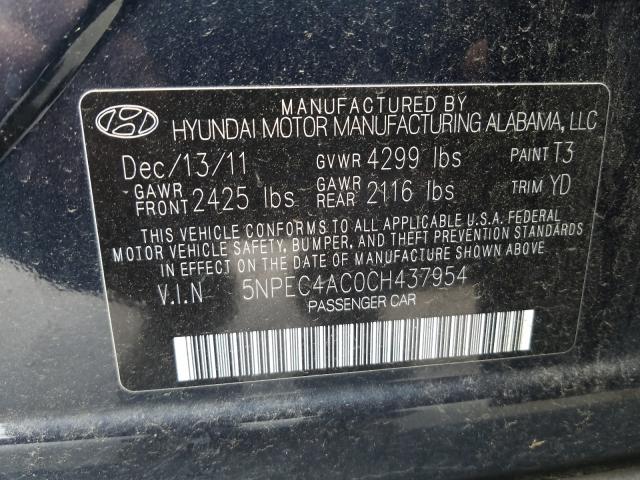 MANUFACTURED BY
HYUNDAI MOTOR MANUFACTURING ALABAMA, LLC
Dec/13/11 GVWR 4299 lbs PAINT T3
GAWR FRONT 2425 lbs GAWR REAR 2116 lbs TRIM YD
THIS VEHICLE CONFORMS TO ALL APPLICABLE U.S.A. FEDERAL
MOTOR VEHICLE SAFETY, BUMPER, AND THEFT PREVENTION STANDARDS
IN EFFECT ON THE DATE OF MANUFACTURE SHOWN ABOVE.
V.I.N 5NPEC4AC0CH437954
PASSENGER CAR